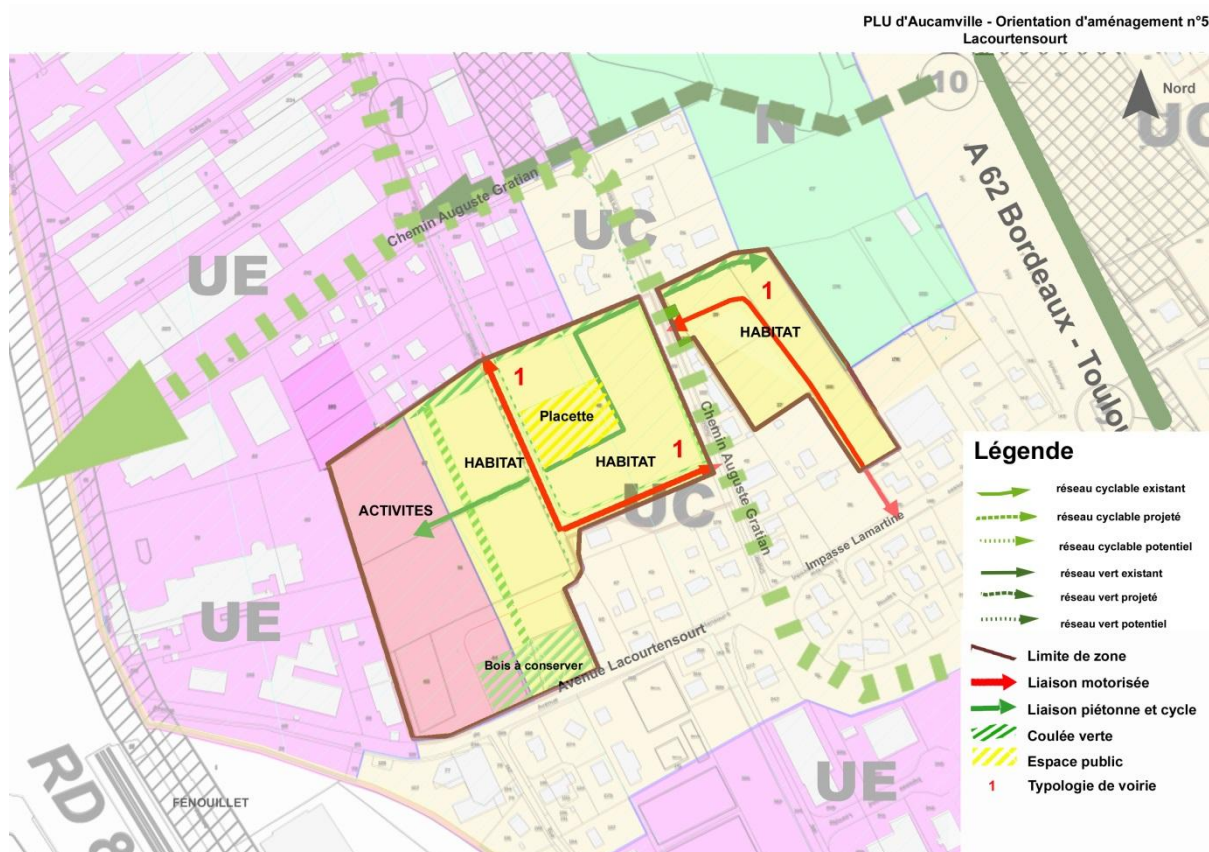 PLU d'Aucamville - Orientation d'aménagement n°5
Lacourtensourt
10
Nord
1
N
UC
A 62 Bordeaux - Toulou
Chemin Auguste Gratian
UC
UE
1
HABITAT
1
Placette
Chemin Auguste Gratian
HABITAT
HABITAT
1
ACTIVITES
UC
Impasse Lamartine
UE
Bois à conserver
Avenue Lacourtensourt
UE
RD 8
FENOUILLET
Légende
réseau cyclable existant
réseau cyclable projeté
réseau cyclable potentiel
réseau vert existant
réseau vert projeté
réseau vert potentiel
Limite de zone
Liaison motorisée
Liaison piétonne et cycle
Coulée verte
Espace public
1 Typologie de voirie